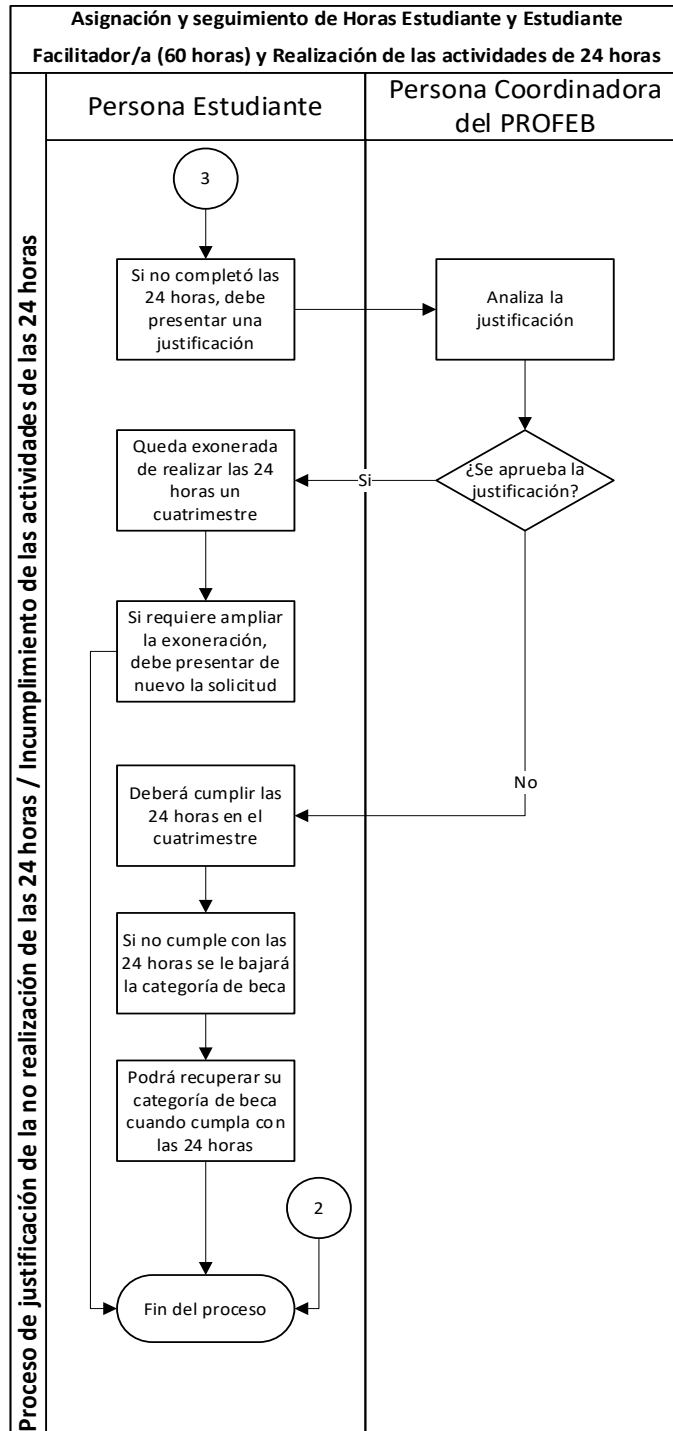 Asignación y seguimiento de Horas Estudiante y Estudiante
Facilitador/a (60 horas) y Realización de las actividades de 24 horas
Proceso de justificación de la no realización de las 24 horas / Incumplimiento de las actividades de las 24 horas
Persona Estudiante
Persona Coordinadora
del PROFEB
3
Si no completó las
24 horas, debe
presentar una
justificación
Analiza la
justificación
¿Se aprueba la
justificación?
Si
Queda exonerada
de realizar las 24
horas un
cuatrimestre
Si requiere ampliar
la exoneración,
debe presentar de
nuevo la solicitud
No
Deberá cumplir las
24 horas en el
cuatrimestre
Si no cumple con las
24 horas se le bajará
la categoría de beca
Podrá recuperar su
categoría de beca
cuando cumpla con
las 24 horas
2
Fin del proceso